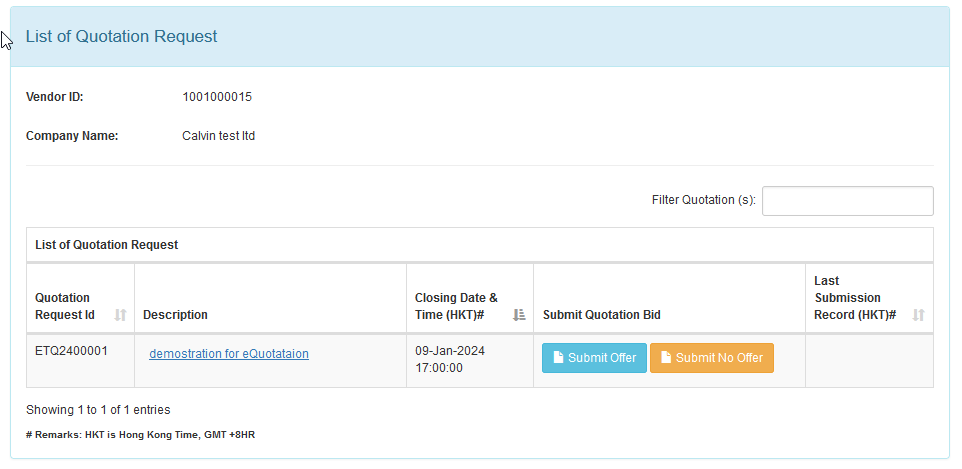 List of Quotation Request
Vendor ID: 1001000015
Company Name: Calvin test ltd
Filter Quotation (s):
List of Quotation Request
Quotation Request Id
Description
Closing Date & Time (HKT)#
Submit Quotation Bid
Last Submission Record (HKT)#
ETQ2400001
demostration for eQuotataion
09-Jan-2024
17:00:00
Submit Offer
Submit No Offer
Showing 1 to 1 of 1 entries
# Remarks: HKT is Hong Kong Time, GMT +8HR